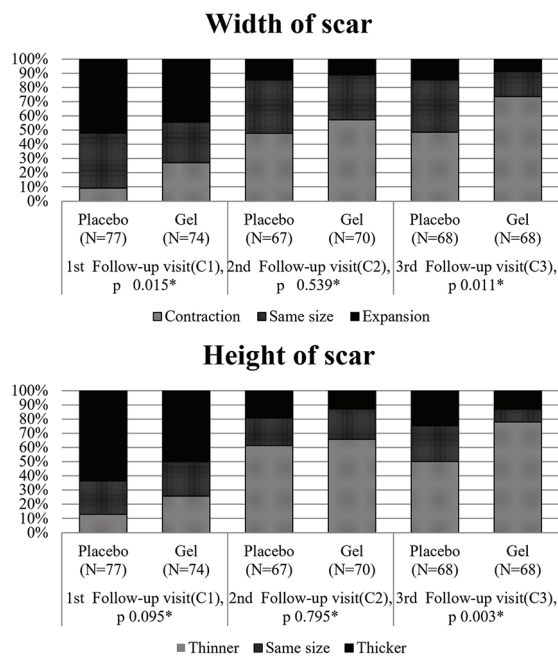 Width of scar
100%
90%
80%
70%
60%
50%
40%
30%
20%
10%
0%
Placebo Gel Placebo Gel Placebo Gel
(N=77) (N=74) (N=67) (N=70) (N=68) (N=68)
1st Follow-up visit(C1), 2nd Follow-up visit(C2), 3rd Follow-up visit(C3),
p 0.015* p 0.539* p 0.011*
Contraction Same size Expansion
Height of scar
100%
90%
80%
70%
60%
50%
40%
30%
20%
10%
0%
Placebo Gel Placebo Gel Placebo Gel
(N=77) (N=74) (N=67) (N=70) (N=68) (N=68)
1st Follow-up visit(C1), 2nd Follow-up visit(C2), 3rd Follow-up visit(C3),
p 0.095* p 0.795* p 0.003*
Thinner Same size Thicker